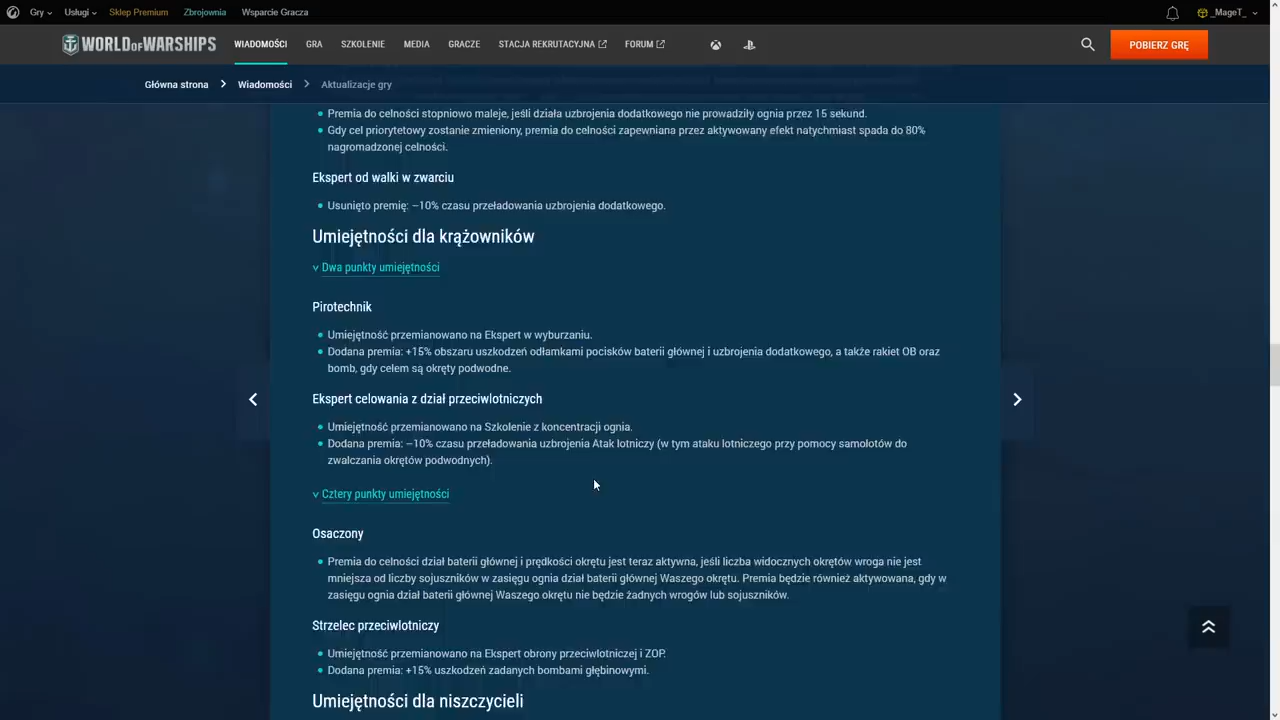 Gry
Usługi
Sklep Premium
Zbrojownia
Wsparcie Gracza
_MageT_
WORLD OF WARSHIPS
WIADOMOŚCI
GRA
SZKOLENIE
MEDIA
GRACZE
STACJA REKRUTACYJNA
FORUM
POBIERZ GRĘ
Główna strona
Wiadomości
Aktualizacje gry
Premia do celności stopniowo maleje, jeśli działa uzbrojenia dodatkowego nie prowadziły ognia przez 15 sekund.
Gdy cel priorytetowy zostanie zmieniony, premia do celności zapewniana przez aktywowany efekt natychmiast spada do 80%
nagromadzonej celności.
Ekspert od walki w zwarciu
Usunięto premię: –10% czasu przeładowania uzbrojenia dodatkowego.
Umiejętności dla krążowników
Dwa punkty umiejętności
Pirotechnik
Umiejętność przemianowano na Ekspert w wyburzaniu.
Dodana premia: +15% obszaru uszkodzeń odłamkami pocisków baterii głównej i uzbrojenia dodatkowego, a także rakiet OB oraz
bomb, gdy celem są okręty podwodne.
Ekspert celowania z dział przeciwlotniczych
Umiejętność przemianowano na Szkolenie z koncentracji ognia.
Dodana premia: –10% czasu przeładowania uzbrojenia Atak lotniczy (w tym ataku lotniczego przy pomocy samolotów do
zwalczania okrętów podwodnych).
Cztery punkty umiejętności
Osaczony
Premia do celności dział baterii głównej i prędkości okrętu jest teraz aktywna, jeśli liczba widocznych okrętów wroga nie jest
mniejsza od liczby sojuszników w zasięgu ognia dział baterii głównej Waszego okrętu. Premia będzie również aktywowana, gdy w
zasięgu ognia dział baterii głównej Waszego okrętu nie będzie żadnych wrogów lub sojuszników.
Strzelec przeciwlotniczy
Umiejętność przemianowano na Ekspert obrony przeciwlotniczej i ZOP.
Dodana premia: +15% uszkodzeń zadanych bombami głębinowymi.
Umiejętności dla niszczycieli